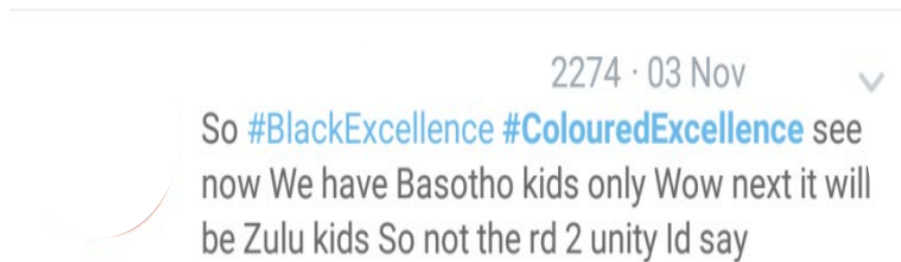 2274 · 03 Nov
So #BlackExcellence #ColouredExcellence see
now We have Basotho kids only Wow next it will
be Zulu kids So not the rd 2 unity Id say